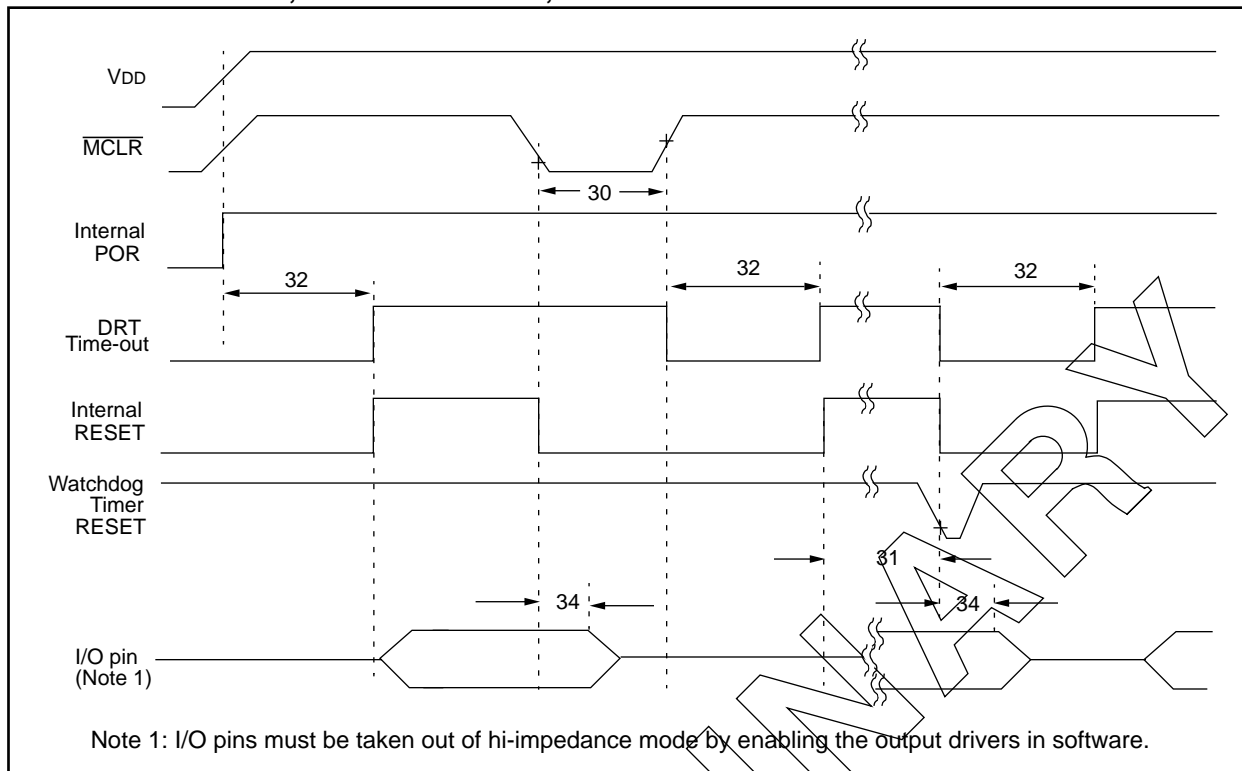 VDD
MCLR
30
Internal
POR
32
32
32
DRT
Time-out
Internal
RESET
Watchdog
Timer
RESET
31
34
34
I/O pin
(Note 1)
Note 1: I/O pins must be taken out of hi-impedance mode by enabling the output drivers in software.